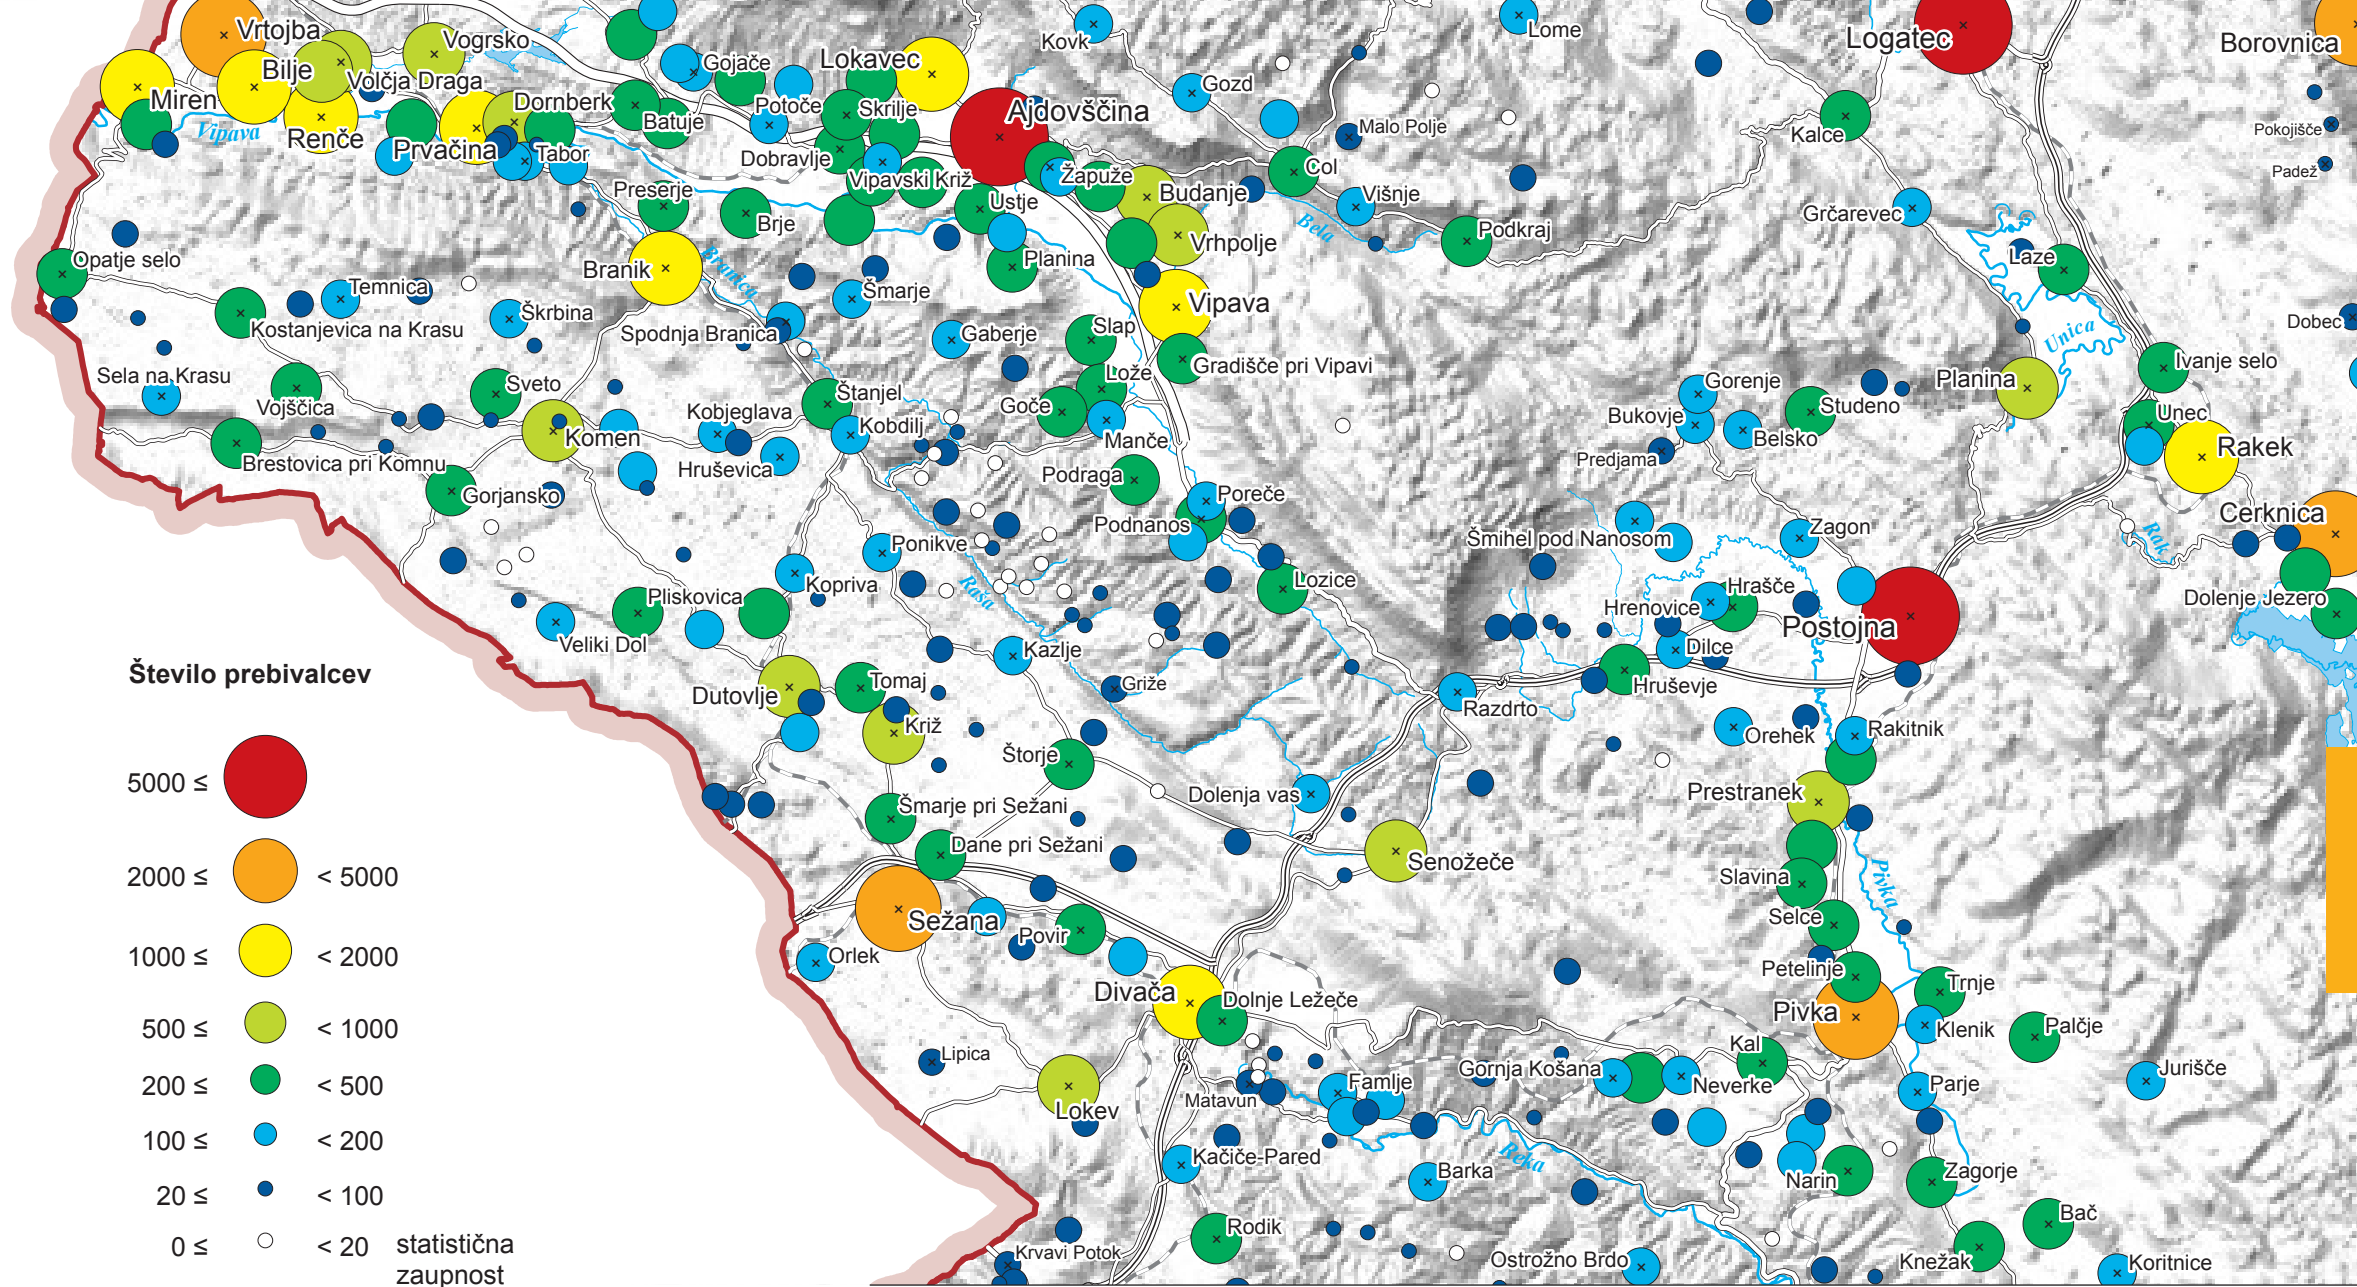 Vrtojba
Vogrsko
Bilje
Volčja Draga
Miren
Vipava
Renče
Dornberk
Prvačina
Tabor
Gojače
Batuje
Potoče
Lokavec
Skrilje
Dobravlje
Vipavski Križ
Ajdovščina
Žapuže
Budanje
Vrhpolje
Ustje
Planina
Kovk
Gozd
Lome
Malo Polje
Col
Višnje
Bela
Podkraj
Logatec
Kalce
Borovnica
Pokojišče
Padež
Grčarevec
Laze
Dobec
Unica
Preserje
Brje
Branik
Branica
Šmarje
Opatje selo
Temnica
Kostanjevica na Krasu
Škrbina
Spodnja Branica
Gaberje
Slap
Vipava
Gradišče pri Vipavi
Lože
Goče
Manče
Sela na Krasu
Vojščica
Sveto
Komen
Kobjeglava
Štanjel
Kobdilj
Hruševica
Brestovica pri Komnu
Gorjansko
Podraga
Poreče
Podnanos
Lozice
Planina
Ivanje selo
Unec
Rakek
Cerknica
Rak
Dolenje Jezero
Gorenje
Bukovje
Belsko
Studeno
Predjama
Zagon
Šmihel pod Nanosom
Hrašče
Hrenovice
Postojna
Dilce
Hruševje
Razdrto
Orehek
Rakitnik
Ponikve
Kopriva
Raša
Pliskovica
Veliki Dol
Kazlje
Griže
Dutovlje
Tomaj
Križ
Štorje
Dolenja vas
Senožeče
Šmarje pri Sežani
Dane pri Sežani
Sežana
Povir
Orlek
Divača
Dolnje Ležeče
Lipica
Lokev
Matavun
Famlje
Kačiče-Pared
Barka
Reka
Rodik
Krvavi Potok
Ostrožno Brdo
Prestranek
Slavina
Pivka
Selce
Petelinje
Pivka
Trnje
Klenik
Palčje
Kal
Gornja Košana
Neverke
Parje
Jurišče
Narin
Zagorje
Bač
Knežak
Koritnice
Število prebivalcev
5000 ≤
2000 ≤ < 5000
1000 ≤ < 2000
500 ≤ < 1000
200 ≤ < 500
100 ≤ < 200
20 ≤ < 100
0 ≤ < 20 statistična
zaupnost